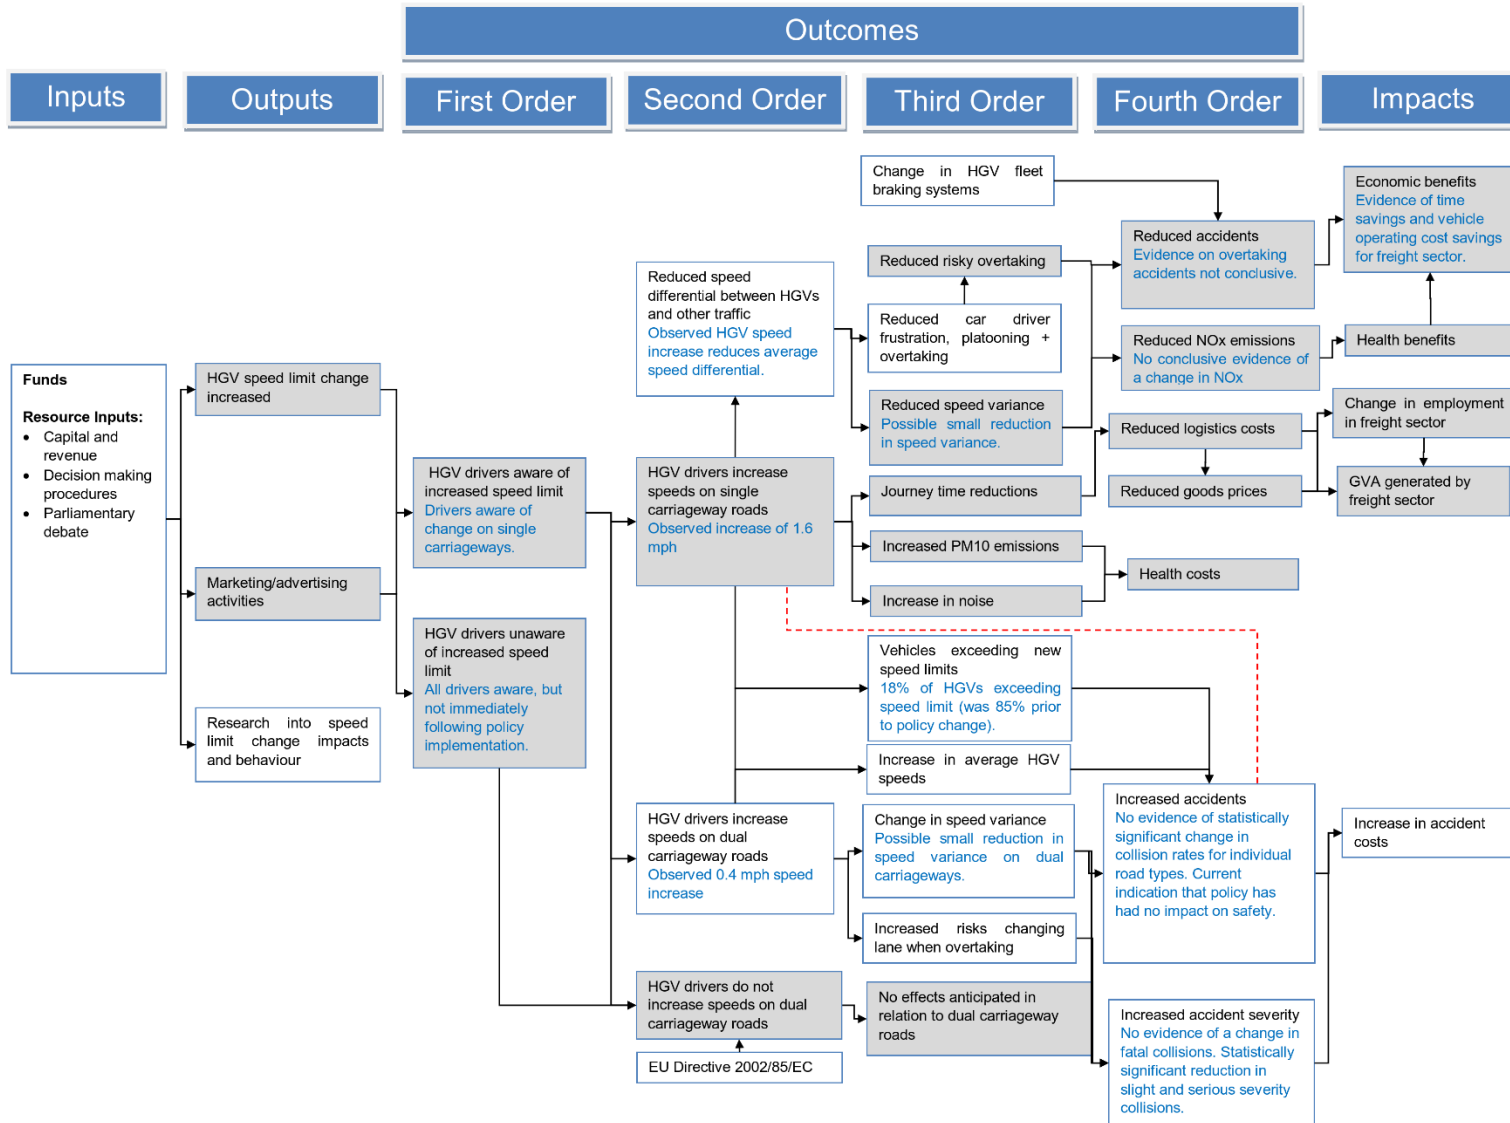 Outcomes
Inputs
Outputs
First Order
Second Order
Third Order
Fourth Order
Impacts
Funds
Resource Inputs:
• Capital and
revenue
• Decision making
procedures
• Parliamentary
debate
HGV speed limit change
increased
Marketing/advertising
activities
Research into speed
limit change impacts
and behaviour
HGV drivers aware of
increased speed limit
Drivers aware of
change on single
carriageways.
HGV drivers unaware
of increased speed
limit
All drivers aware, but
not immediately
following policy
implementation.
Reduced speed
differential between HGVs
and other traffic
Observed HGV speed
increase reduces average
speed differential.
HGV drivers increase
speeds on single
carriageway roads
Observed increase of 1.6
mph
HGV drivers increase
speeds on dual
carriageway roads
Observed 0.4 mph speed
increase
HGV drivers do not
increase speeds on dual
carriageway roads
EU Directive 2002/85/EC
Change in HGV fleet
braking systems
Reduced risky overtaking
Reduced car driver
frustration, platooning +
overtaking
Reduced speed variance
Possible small reduction
in speed variance.
Journey time reductions
Increased PM10 emissions
Increase in noise
Vehicles exceeding new
speed limits
18% of HGVs exceeding
speed limit (was 85% prior
to policy change).
Increase in average HGV
speeds
Change in speed variance
Possible small reduction in
speed variance on dual
carriageways.
Increased risks changing
lane when overtaking
No effects anticipated in
relation to dual carriageway
roads
Reduced accidents
Evidence on overtaking
accidents not conclusive.
Reduced NOx emissions
No conclusive evidence of
a change in NOx
Reduced logistics costs
Reduced goods prices
Health costs
Increased accidents
No evidence of statistically
significant change in
collision rates for individual
road types. Current
indication that policy has
had no impact on safety.
Increased accident severity
No evidence of a change in
fatal collisions. Statistically
significant reduction in
slight and serious severity
collisions.
Economic benefits
Evidence of time
savings and vehicle
operating cost savings
for freight sector.
Health benefits
Change in employment
in freight sector
GVA generated by
freight sector
Increase in accident
costs